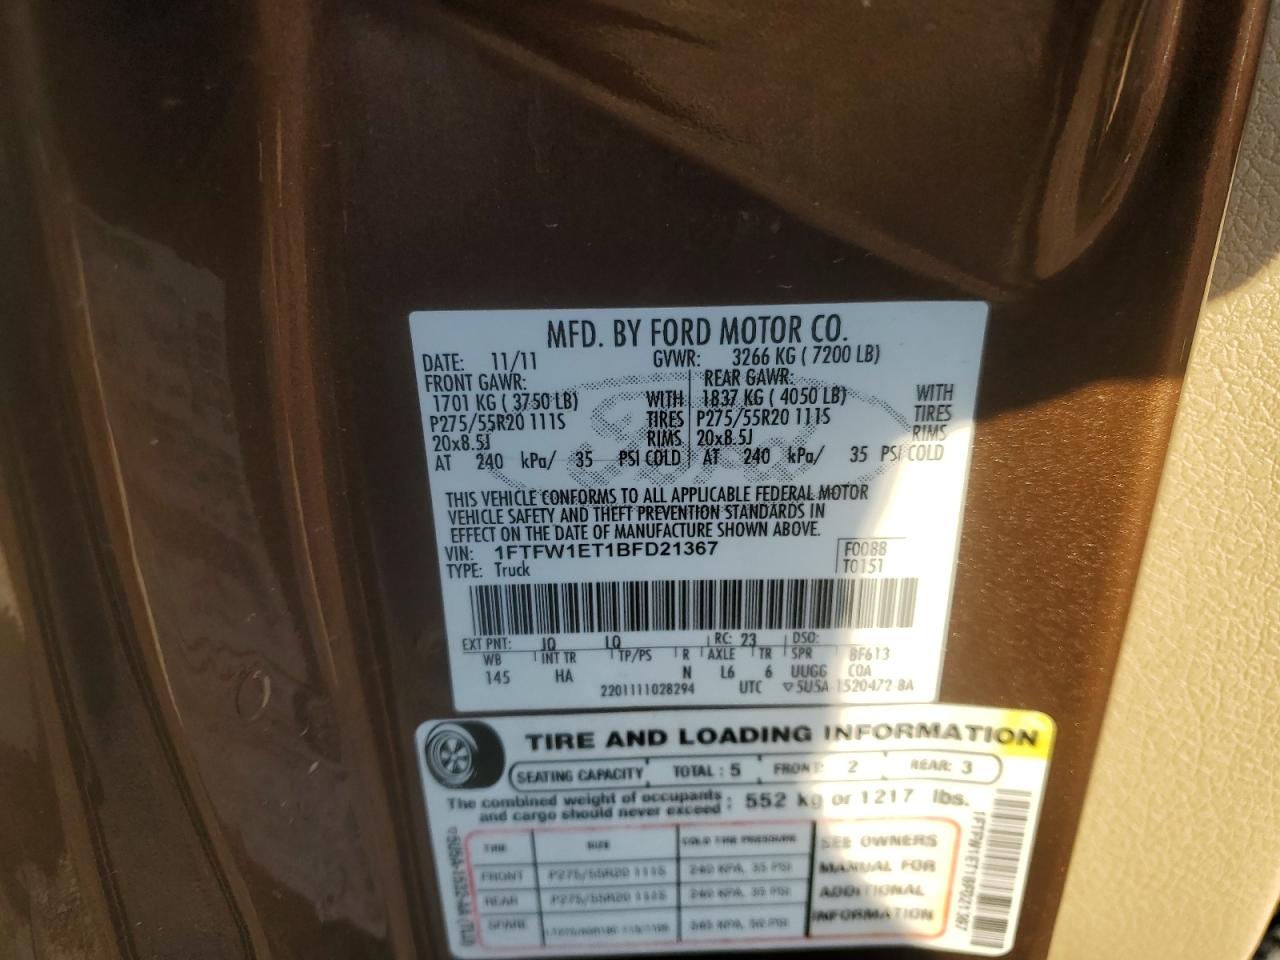 MFD. BY FORD MOTOR CO.
DATE: 11/11 GVWR: 3266 KG ( 7200 LB)
FRONT GAWR: REAR GAWR:
1701 KG ( 3750 LB) WITH 1837 KG ( 4050 LB) WITH
P275/55R20 111S TIRES P275/55R20 111S TIRES
20x8.5J RIMS 20x8.5J RIMS
AT 240 kPa/ 35 PSI COLD AT 240 kPa/ 35 PSI COLD
THIS VEHICLE CONFORMS TO ALL APPLICABLE FEDERAL MOTOR
VEHICLE SAFETY AND THEFT PREVENTION STANDARDS IN
EFFECT ON THE DATE OF MANUFACTURE SHOWN ABOVE.
VIN: 1FTFW1ET1BFD21367 F0088
TYPE: Truck T0151
EXT PNT: JQ LQ RC: 23 DSO:
WB INT TR TP/PS R AXLE TR SPR BF613
145 HA N L6 6 UUGG COA
2201111028294 UTC ▽5U5A-1520472-BA
TIRE AND LOADING INFORMATION
SEATING CAPACITY TOTAL : 5 FRONT: 2 REAR: 3
The combined weight of occupants and cargo should never exceed : 552 kg or 1217 lbs.
TIRE SIZE COLD TIRE PRESSURE SEE OWNERS
FRONT P275/55R20 111S 240 KPA, 35 PSI MANUAL FOR
REAR P275/55R20 111S 240 KPA, 35 PSI ADDITIONAL
SPARE INFORMATION
1FTFW1ET1BFD21367